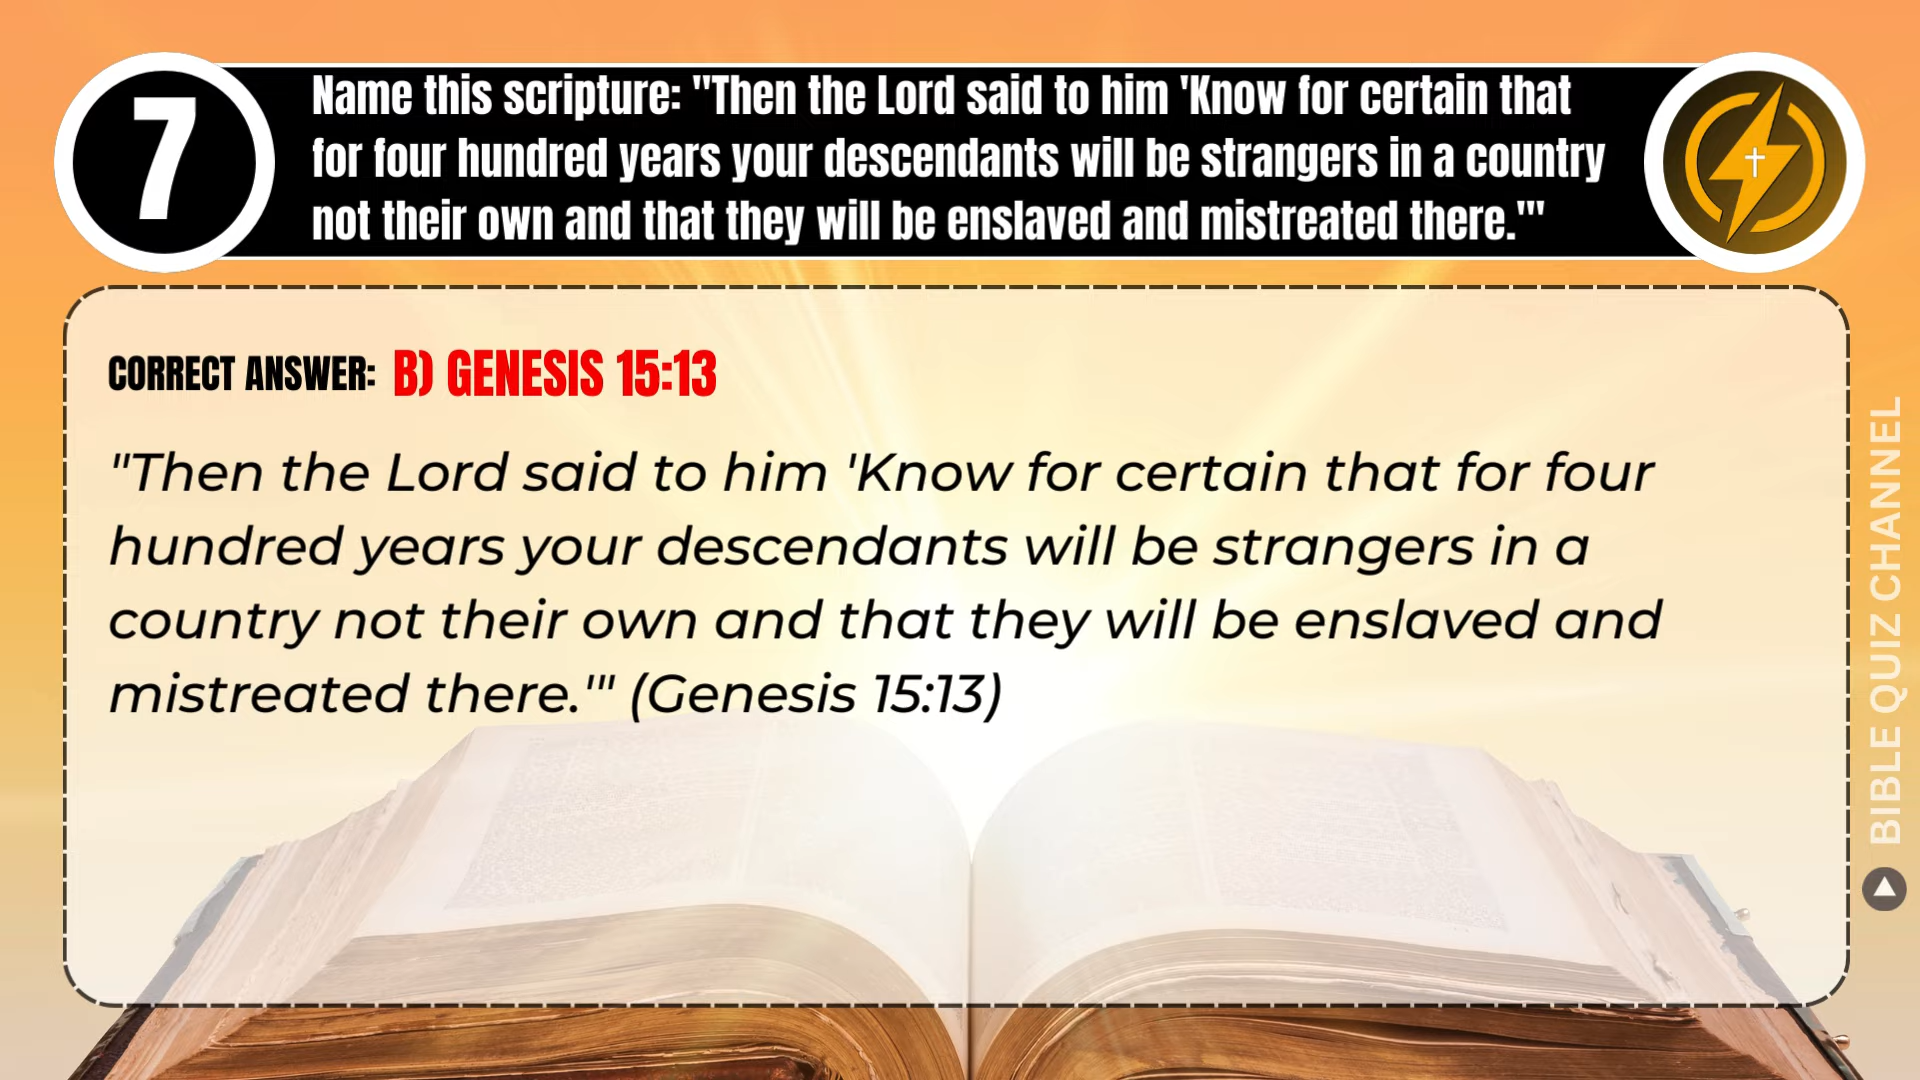 7
Name this scripture: "Then the Lord said to him 'Know for certain that
for four hundred years your descendants will be strangers in a country
not their own and that they will be enslaved and mistreated there.'"
CORRECT ANSWER: B) GENESIS 15:13
"Then the Lord said to him 'Know for certain that for four
hundred years your descendants will be strangers in a
country not their own and that they will be enslaved and
mistreated there.'" (Genesis 15:13)
BIBLE QUIZ CHANNEL